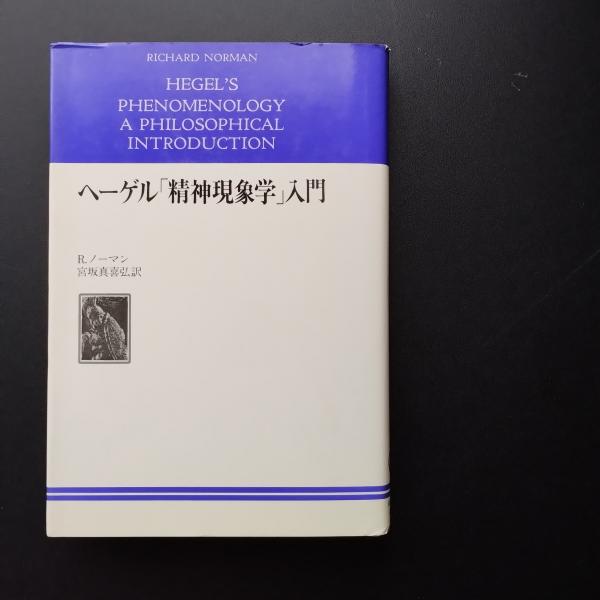 RICHARD NORMAN
HEGEL'S
PHENOMENOLOGY
A PHILOSOPHICAL
INTRODUCTION
ヘーゲル「精神現象学」入門
R.ノーマン
宮坂真喜弘訳